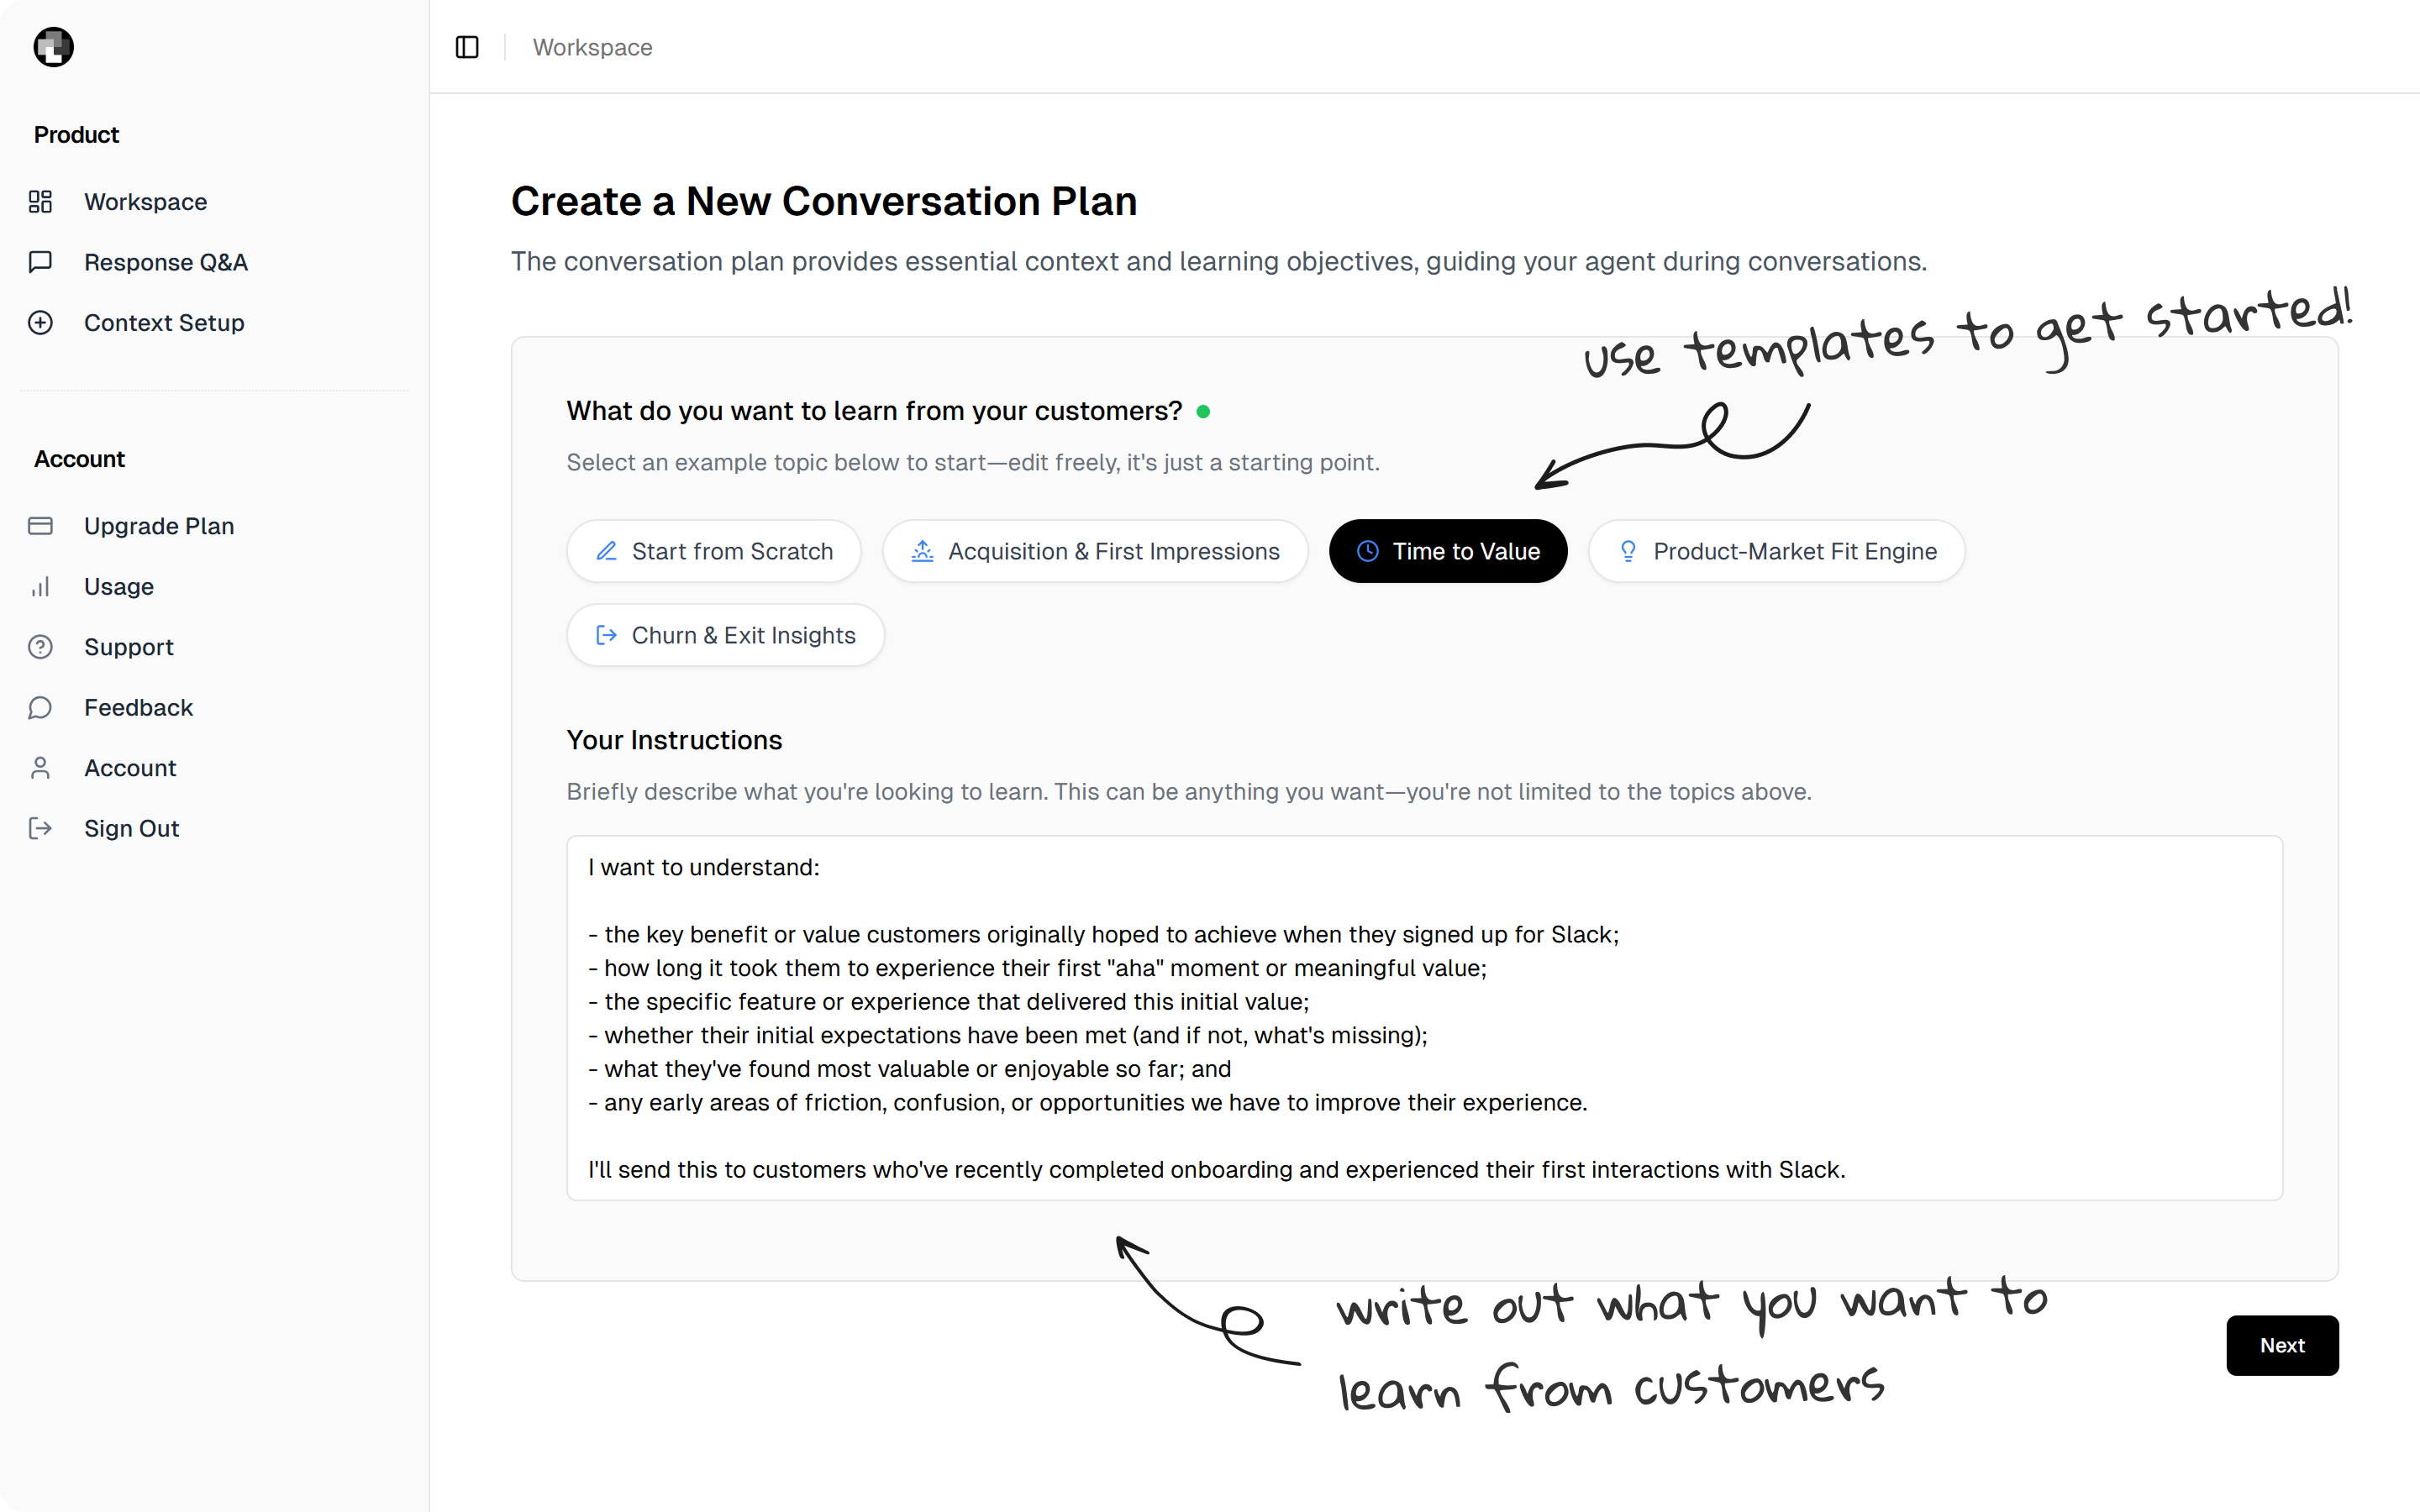 Workspace
Product
Workspace
Response Q&A
Context Setup
Account
Upgrade Plan
Usage
Support
Feedback
Account
Sign Out
Create a New Conversation Plan
The conversation plan provides essential context and learning objectives, guiding your agent during conversations.
use templates to get started!
What do you want to learn from your customers?
Select an example topic below to start—edit freely, it's just a starting point.
Start from Scratch
Acquisition & First Impressions
Time to Value
Product-Market Fit Engine
Churn & Exit Insights
Your Instructions
Briefly describe what you're looking to learn. This can be anything you want—you're not limited to the topics above.
I want to understand:
- the key benefit or value customers originally hoped to achieve when they signed up for Slack;
- how long it took them to experience their first "aha" moment or meaningful value;
- the specific feature or experience that delivered this initial value;
- whether their initial expectations have been met (and if not, what's missing);
- what they've found most valuable or enjoyable so far; and
- any early areas of friction, confusion, or opportunities we have to improve their experience.
I'll send this to customers who've recently completed onboarding and experienced their first interactions with Slack.
write out what you want to
learn from customers
Next